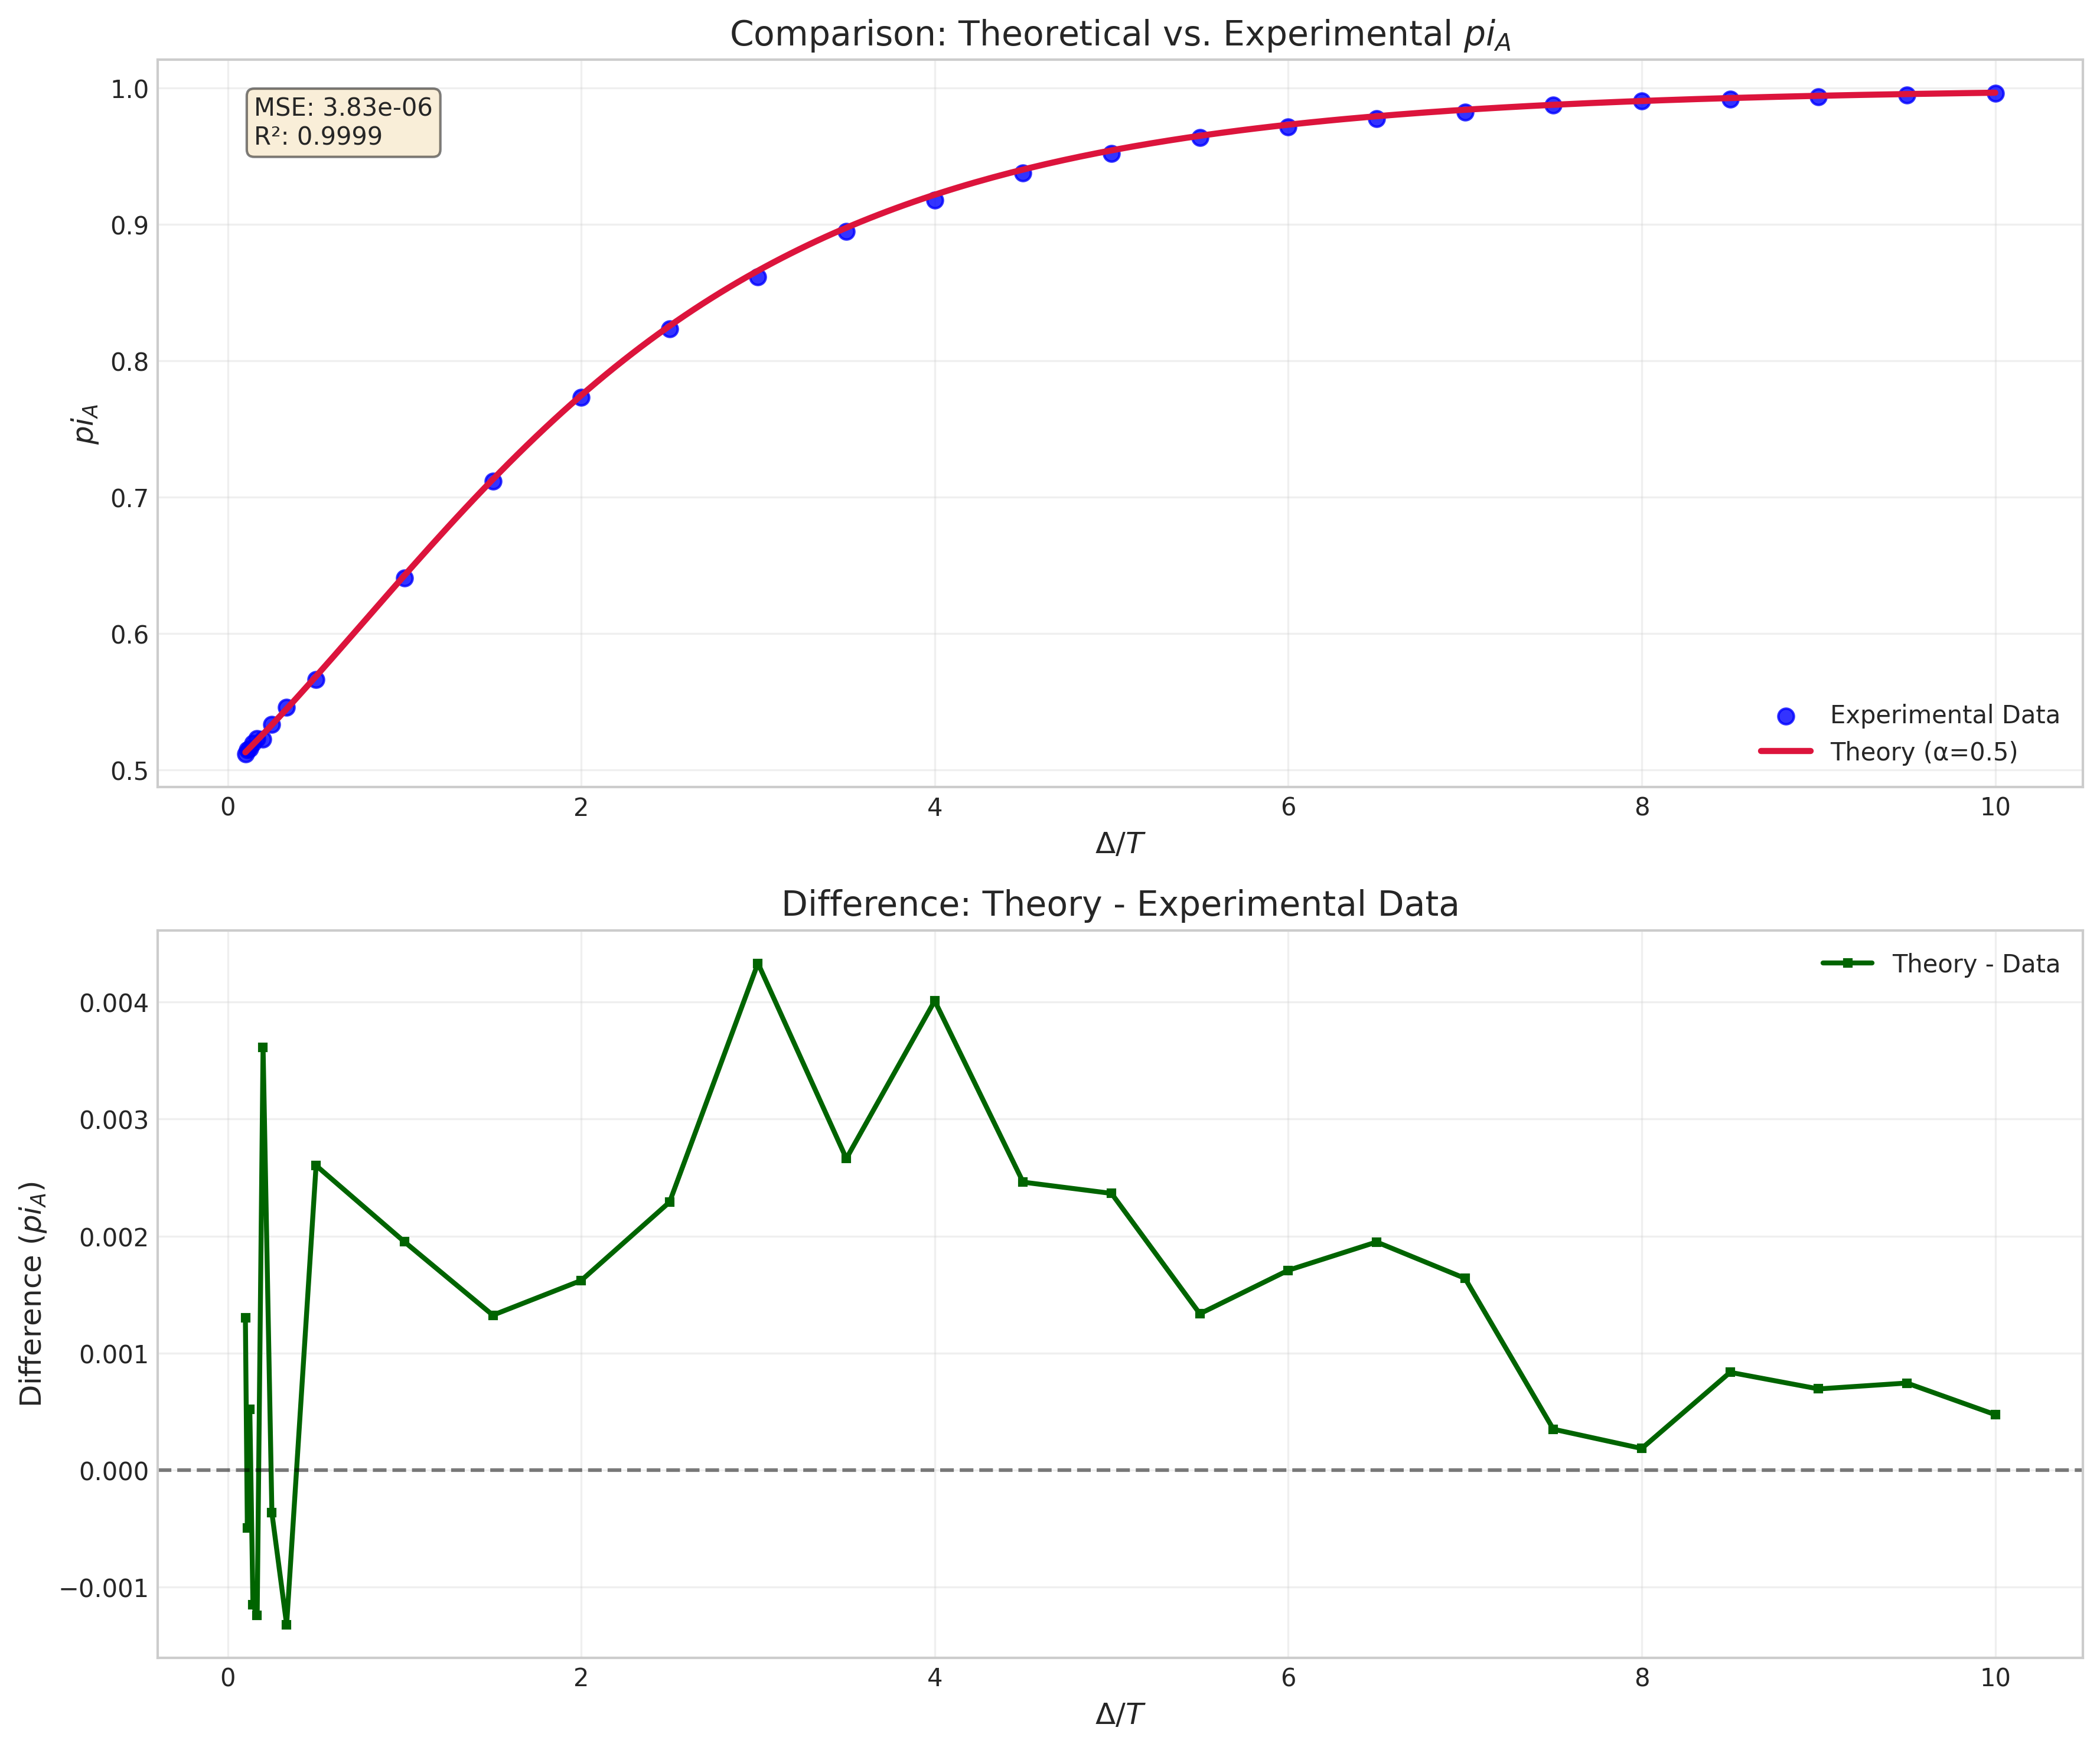 Comparison: Theoretical vs. Experimental pi_A
MSE: 3.83e-06
R²: 0.9999
1.0
0.9
0.8
0.7
0.6
0.5
pi_A
Experimental Data
Theory (α=0.5)
0 2 4 6 8 10
Δ/T
Difference: Theory - Experimental Data
Theory - Data
0.004
0.003
0.002
0.001
0.000
−0.001
Difference (pi_A)
0 2 4 6 8 10
Δ/T